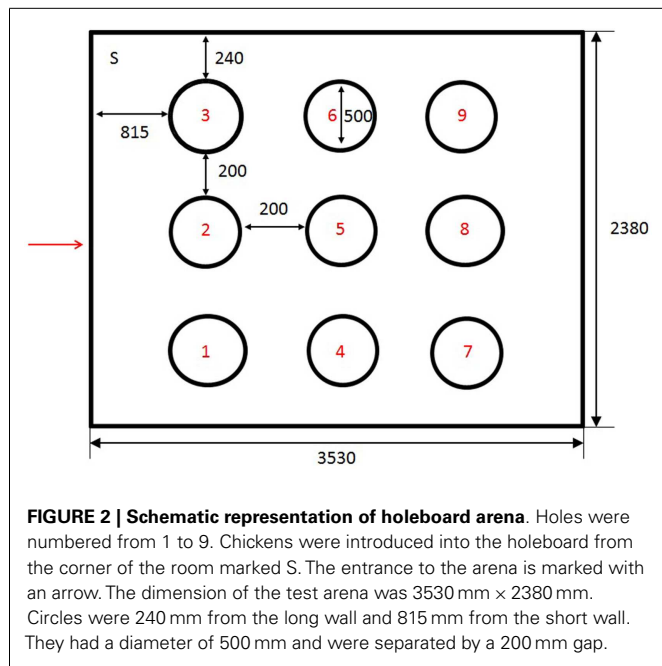 S
240
3
6
500
9
815
200
2
200
5
8
2380
1
4
7
3530
FIGURE 2 | Schematic representation of holeboard arena. Holes were
numbered from 1 to 9. Chickens were introduced into the holeboard from
the corner of the room marked S. The entrance to the arena is marked with
an arrow. The dimension of the test arena was 3530 mm × 2380 mm.
Circles were 240 mm from the long wall and 815 mm from the short wall.
They had a diameter of 500 mm and were separated by a 200 mm gap.